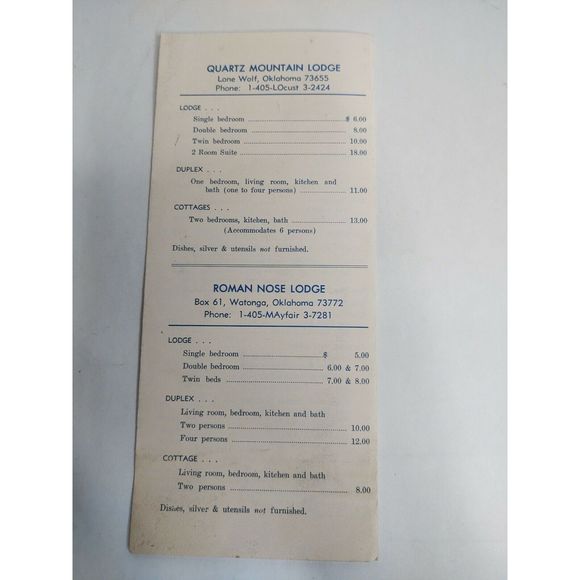 QUARTZ MOUNTAIN LODGE
Lone Wolf, Oklahoma 73655
Phone: 1-405-LOcust 3-2424
LODGE . . .
Single bedroom ........ $ 6.00
Double bedroom ........ 8.00
Twin bedroom ........ 10.00
2 Room Suite ........ 18.00
DUPLEX . . .
One bedroom, living room, kitchen and
bath (one to four persons) ........ 11.00
COTTAGES . . .
Two bedrooms, kitchen, bath ........ 13.00
(Accommodates 6 persons)
Dishes, silver & utensils not furnished.
ROMAN NOSE LODGE
Box 61, Watonga, Oklahoma 73772
Phone: 1-405-MAyfair 3-7281
LODGE . . .
Single bedroom ........ $ 5.00
Double bedroom ........ 6.00 & 7.00
Twin beds ........ 7.00 & 8.00
DUPLEX . . .
Living room, bedroom, kitchen and bath
Two persons ........ 10.00
Four persons ........ 12.00
COTTAGE . . .
Living room, bedroom, kitchen and bath
Two persons ........ 8.00
Dishes, silver & utensils not furnished.